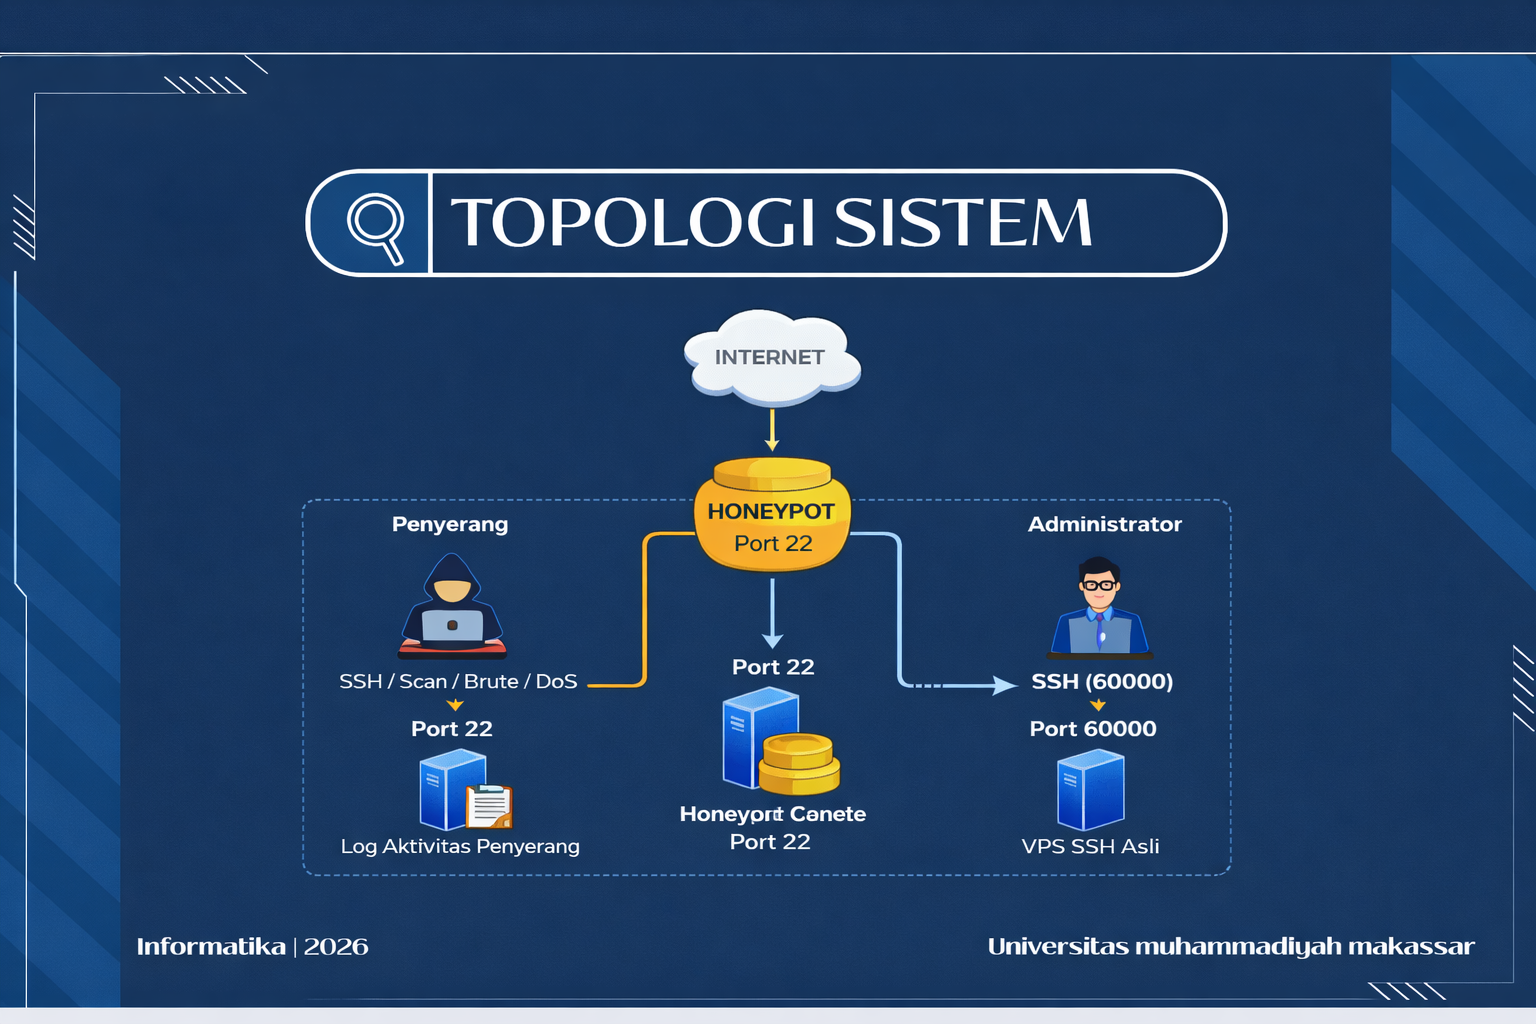 TOPOLOGI SISTEM
INTERNET
HONEYPOT
Port 22
Penyerang
SSH / Scan / Brute / DoS
Port 22
Log Aktivitas Penyerang
Port 22
Canete
Port 22
Administrator
SSH (60000)
Port 60000
VPS SSH Asli
Informatika | 2026
Universitas muhammadiyah makassar